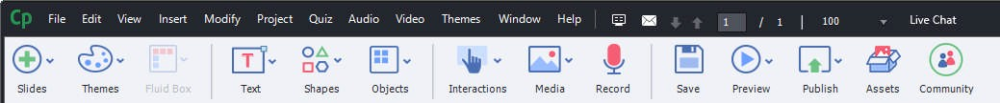 Cp File Edit View Insert Modify Project Quiz Audio Video Themes Window Help 1 / 1 100 Live Chat
T
Slides Themes Fluid Box Text Shapes Objects Interactions Media Record Save Preview Publish Assets Community